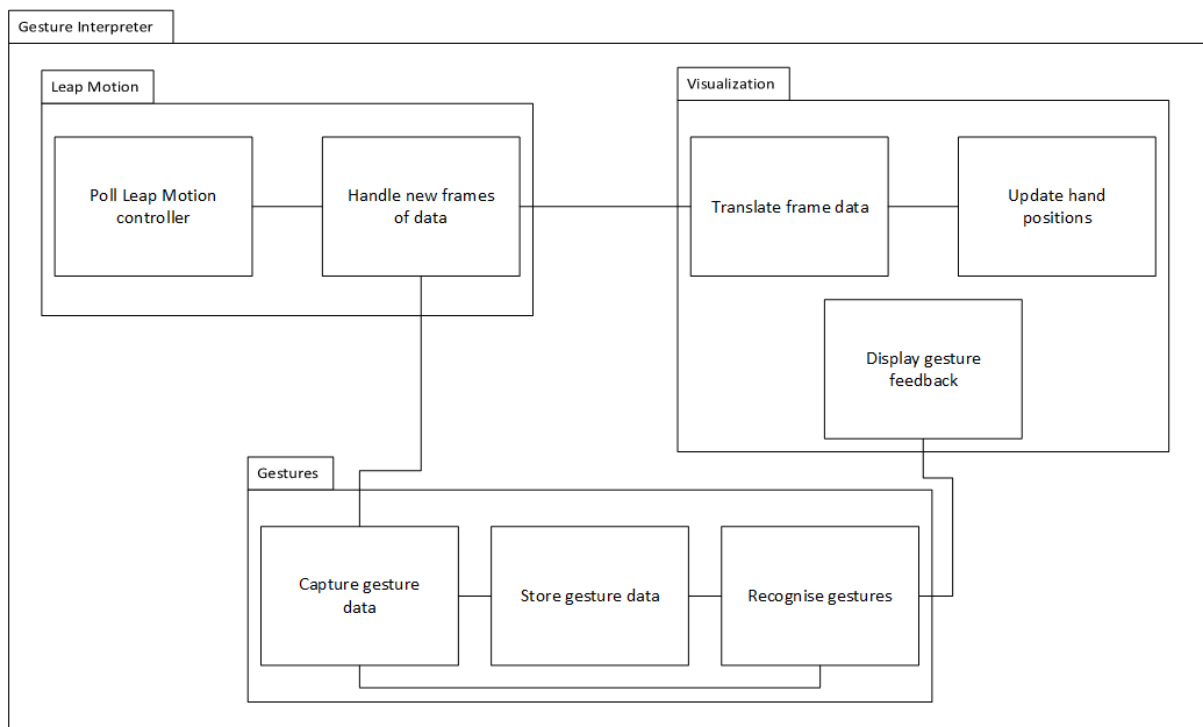 Gesture Interpreter
Leap Motion
Visualization
Poll Leap Motion
controller
Handle new frames
of data
Translate frame data
Update hand
positions
Display gesture
feedback
Gestures
Capture gesture
data
Store gesture data
Recognise gestures